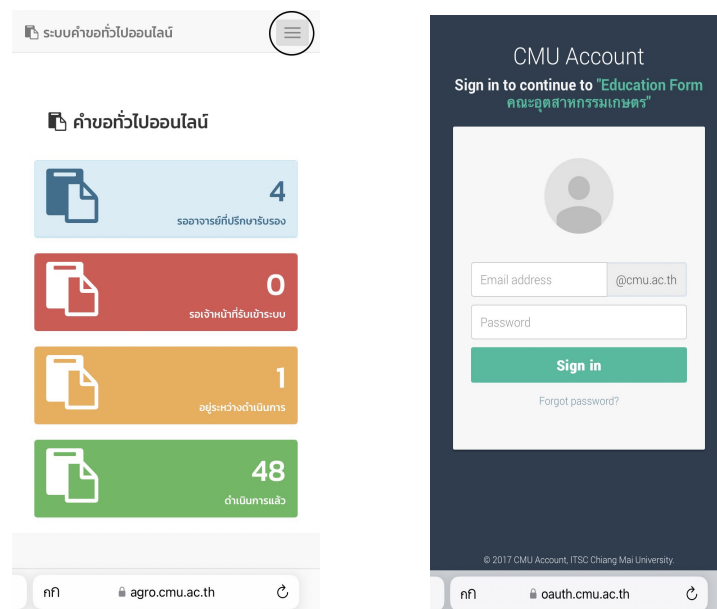 ระบบคำขอทั่วไปออนไลน์
คำขอทั่วไปออนไลน์
4
รออาจารย์ที่ปรึกษารับรอง
0
รอเจ้าหน้าที่รับเข้าระบบ
1
อยู่ระหว่างดำเนินการ
48
ดำเนินการแล้ว
กก
agro.cmu.ac.th
CMU Account
Sign in to continue to "Education Form
คณะอุตสาหกรรมเกษตร"
Email address
@cmu.ac.th
Password
Sign in
Forgot password?
© 2017 CMU Account, ITSC Chiang Mai University.
กก
oauth.cmu.ac.th